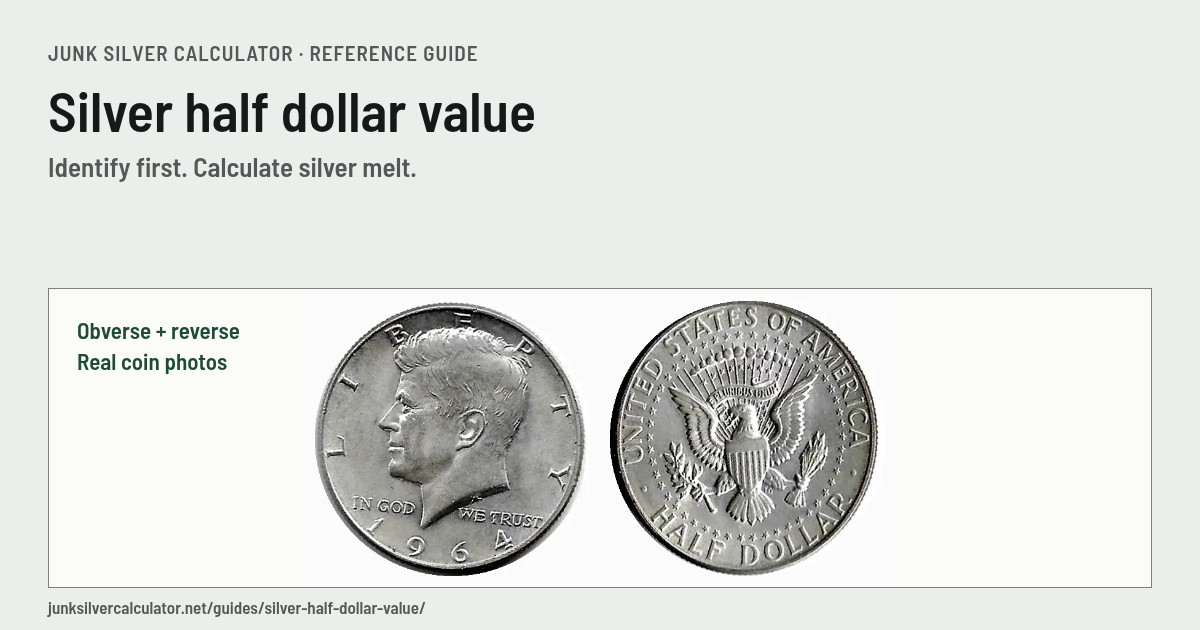 JUNK SILVER CALCULATOR · REFERENCE GUIDE
Silver half dollar value
Identify first. Calculate silver melt.
Obverse + reverse
Real coin photos
LIBERTY
IN GOD WE TRUST
1964
UNITED STATES OF AMERICA
E PLURIBUS UNUM
HALF DOLLAR
junksilvercalculator.net/guides/silver-half-dollar-value/